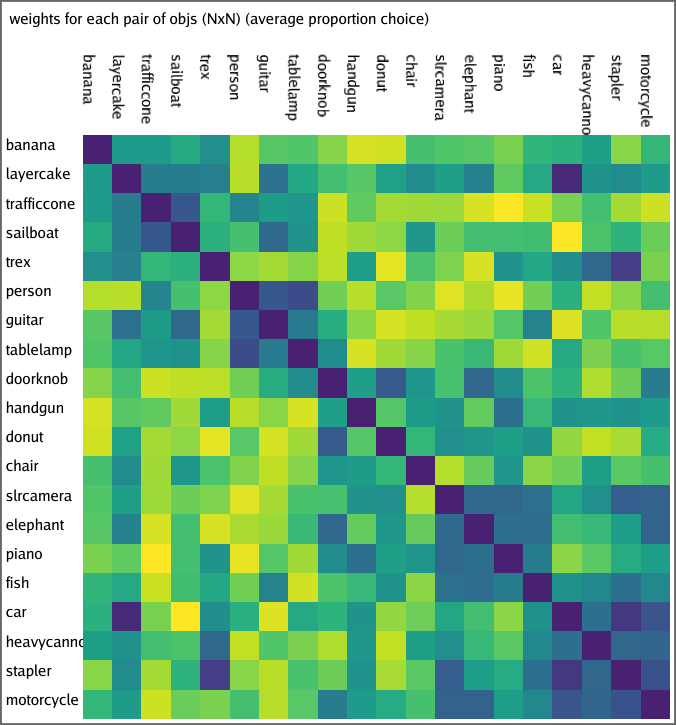 weights for each pair of objs (NxN) (average proportion choice)
banana
layercake
trafficcone
sailboat
trex
person
guitar
tablelamp
doorknob
handgun
donut
chair
slrcamera
elephant
piano
fish
car
heavycanno
stapler
motorcycle
banana
layercake
trafficcone
sailboat
trex
person
guitar
tablelamp
doorknob
handgun
donut
chair
slrcamera
elephant
piano
fish
car
heavycanno
stapler
motorcycle